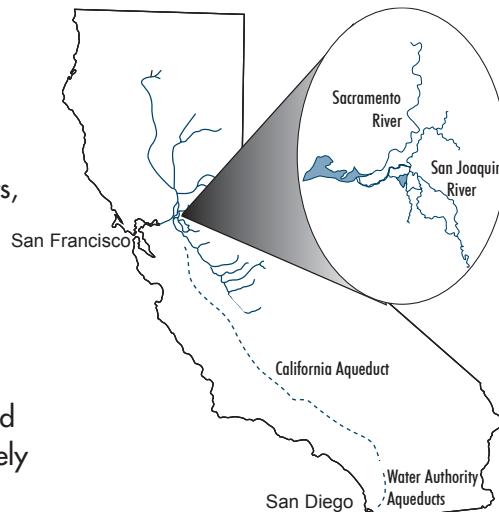 Sacramento
River
San Joaquin
River
s,
San Francisco
California Aqueduct
d
ely
Water Authority
Aqueducts
San Diego